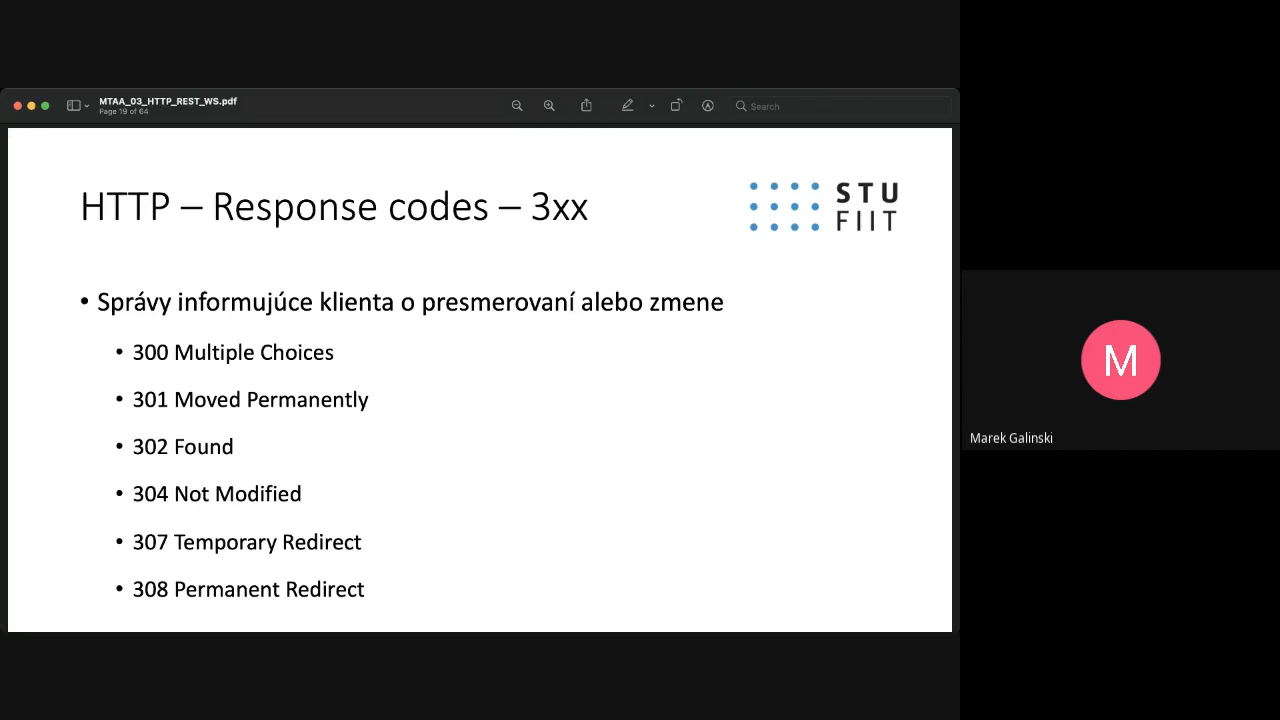 MTAA_03_HTTP_REST_WS.pdf
Page 19 of 64
Search
HTTP – Response codes – 3xx
STU
FIIT
• Správy informujúce klienta o presmerovaní alebo zmene
• 300 Multiple Choices
• 301 Moved Permanently
• 302 Found
• 304 Not Modified
• 307 Temporary Redirect
• 308 Permanent Redirect
M
Marek Galinski